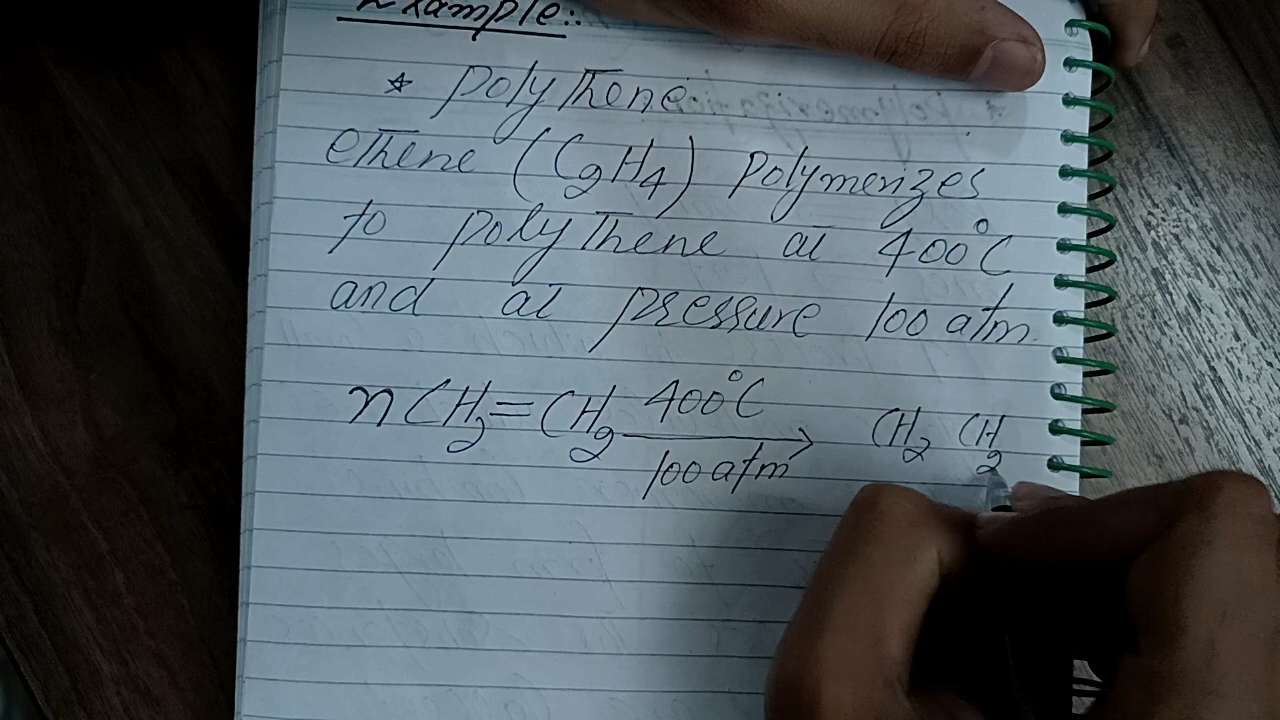 Example:
* Polythene
ethene (C2H4) Polymerizes
to polythene at 400°C
and at pressure 100 atm
nCH2=CH2 400°C CH2 CH2
100 atm